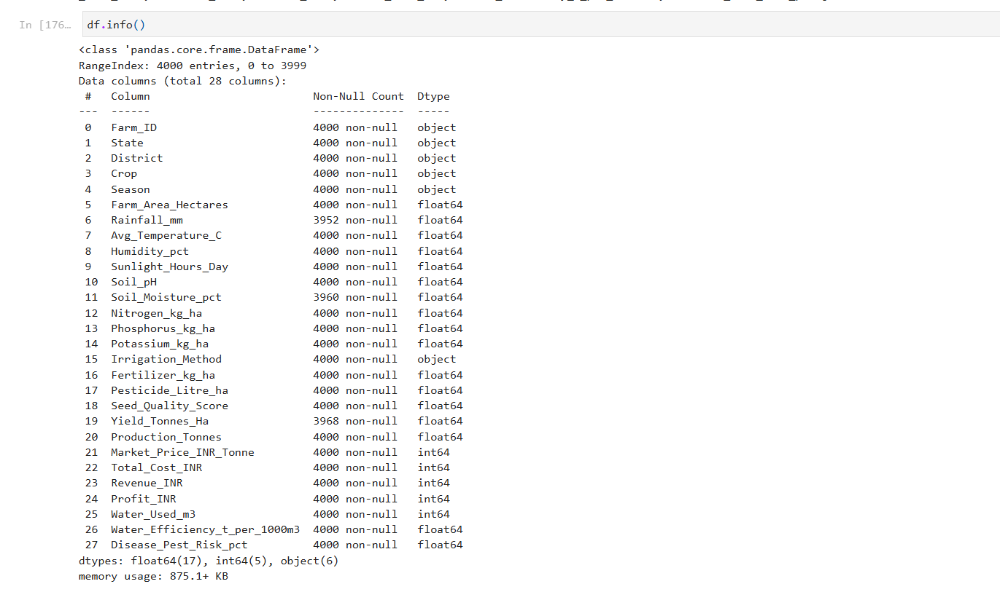 In [176…
df.info()
<class 'pandas.core.frame.DataFrame'>
RangeIndex: 4000 entries, 0 to 3999
Data columns (total 28 columns):
 #   Column                         Non-Null Count  Dtype
---  ------                         --------------  -----
 0   Farm_ID                        4000 non-null   object
 1   State                          4000 non-null   object
 2   District                       4000 non-null   object
 3   Crop                           4000 non-null   object
 4   Season                         4000 non-null   object
 5   Farm_Area_Hectares             4000 non-null   float64
 6   Rainfall_mm                    3952 non-null   float64
 7   Avg_Temperature_C              4000 non-null   float64
 8   Humidity_pct                   4000 non-null   float64
 9   Sunlight_Hours_Day             4000 non-null   float64
 10  Soil_pH                        4000 non-null   float64
 11  Soil_Moisture_pct              3960 non-null   float64
 12  Nitrogen_kg_ha                 4000 non-null   float64
 13  Phosphorus_kg_ha               4000 non-null   float64
 14  Potassium_kg_ha                4000 non-null   float64
 15  Irrigation_Method              4000 non-null   object
 16  Fertilizer_kg_ha               4000 non-null   float64
 17  Pesticide_Litre_ha             4000 non-null   float64
 18  Seed_Quality_Score             4000 non-null   float64
 19  Yield_Tonnes_Ha                3968 non-null   float64
 20  Production_Tonnes              4000 non-null   float64
 21  Market_Price_INR_Tonne         4000 non-null   int64
 22  Total_Cost_INR                 4000 non-null   int64
 23  Revenue_INR                    4000 non-null   int64
 24  Profit_INR                     4000 non-null   int64
 25  Water_Used_m3                  4000 non-null   int64
 26  Water_Efficiency_t_per_1000m3  4000 non-null   float64
 27  Disease_Pest_Risk_pct          4000 non-null   float64
dtypes: float64(17), int64(5), object(6)
memory usage: 875.1+ KB